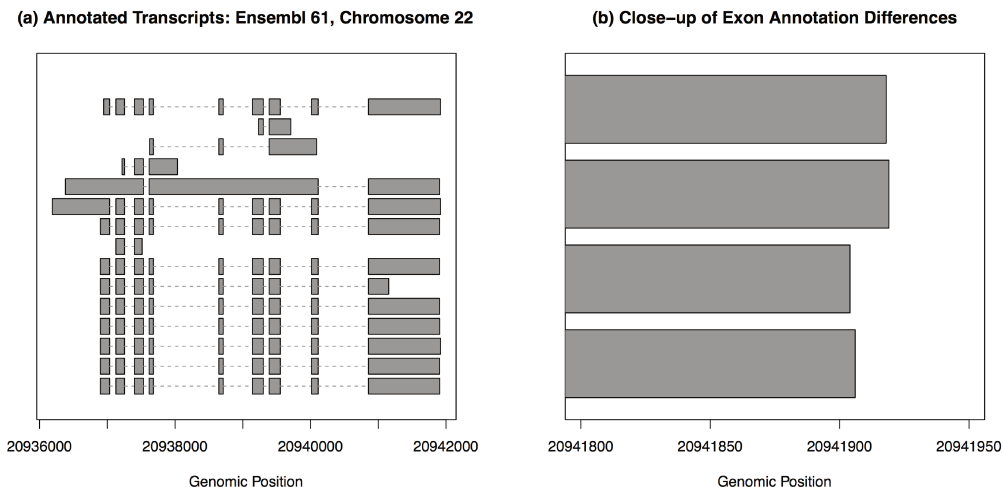 (a) Annotated Transcripts: Ensembl 61, Chromosome 22
(b) Close−up of Exon Annotation Differences
20936000 20938000 20940000 20942000
20941800 20941850 20941900 20941950
Genomic Position
Genomic Position